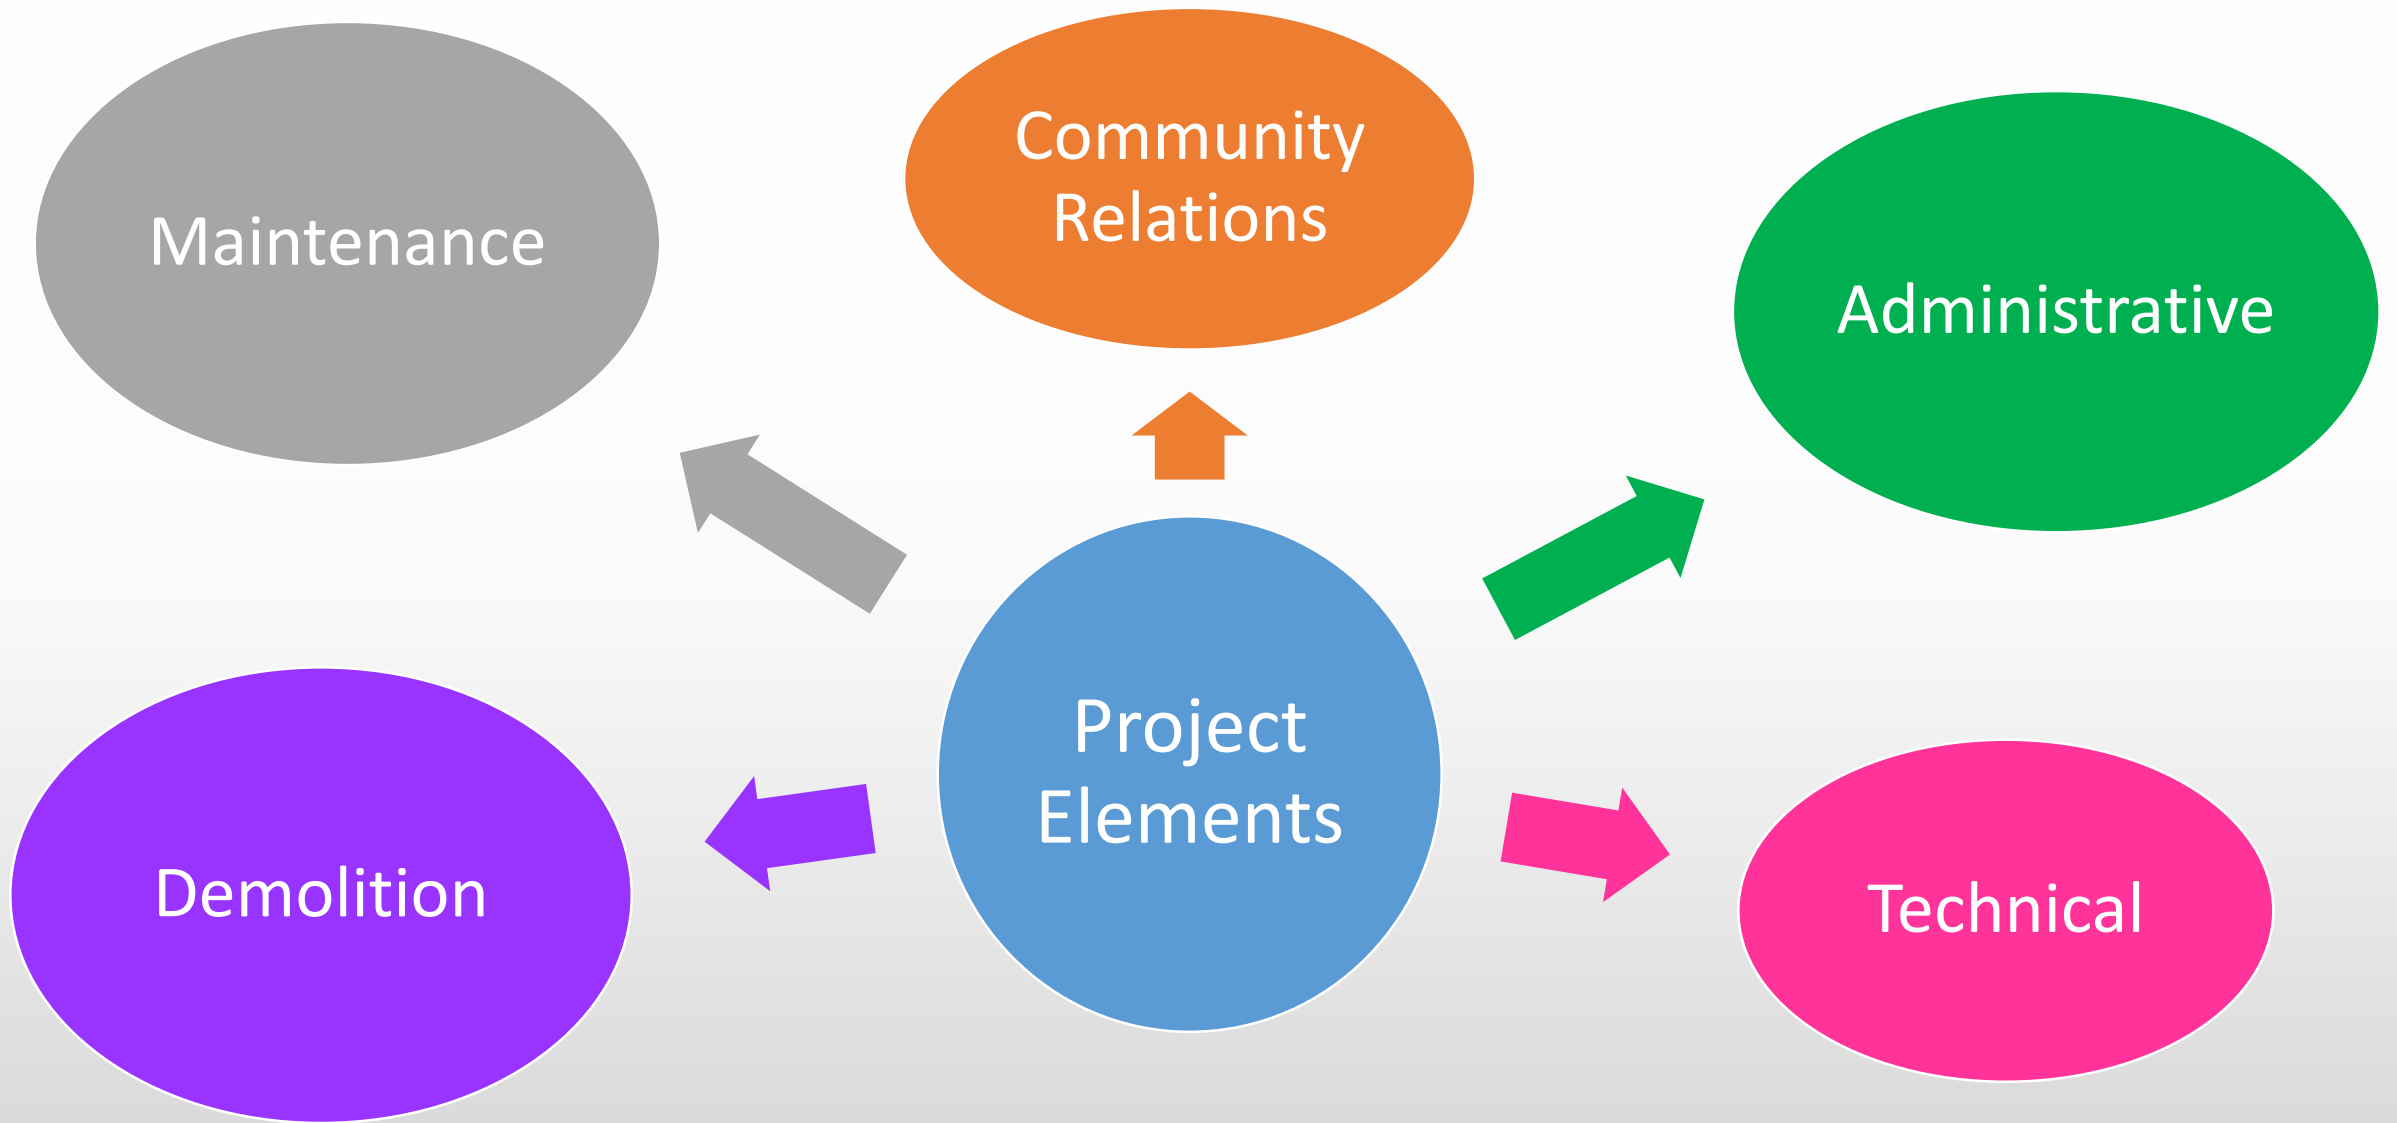 Maintenance
Community
Relations
Administrative
Project
Elements
Demolition
Technical